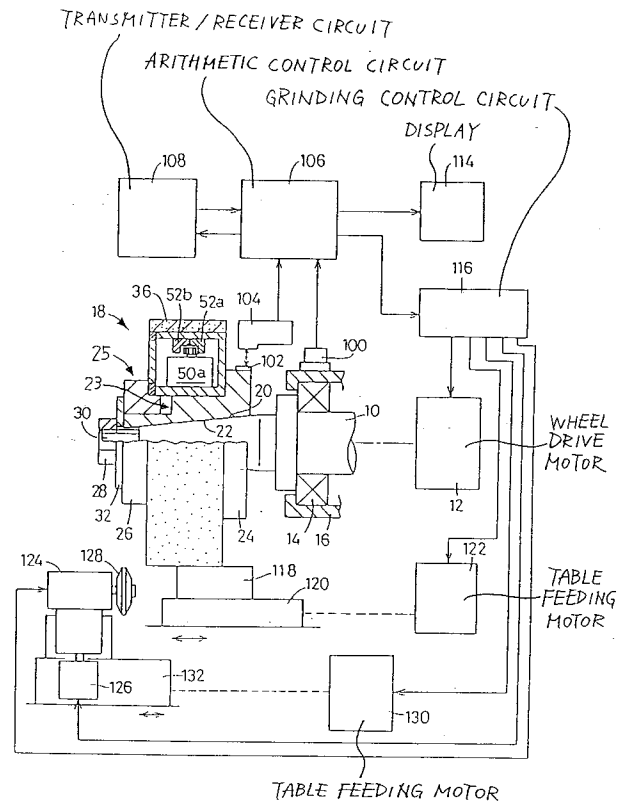 TRANSMITTER/RECEIVER CIRCUIT
ARITHMETIC CONTROL CIRCUIT
GRINDING CONTROL CIRCUIT
DISPLAY
108
106
114
116
36 52b 52a
104
18
100
25
102
50a
23
20
10
30
22
WHEEL
DRIVE
MOTOR
28
32
26
24
14
16
12
124
128
118
120
122
TABLE
FEEDING
MOTOR
126
132
130
TABLE FEEDING MOTOR